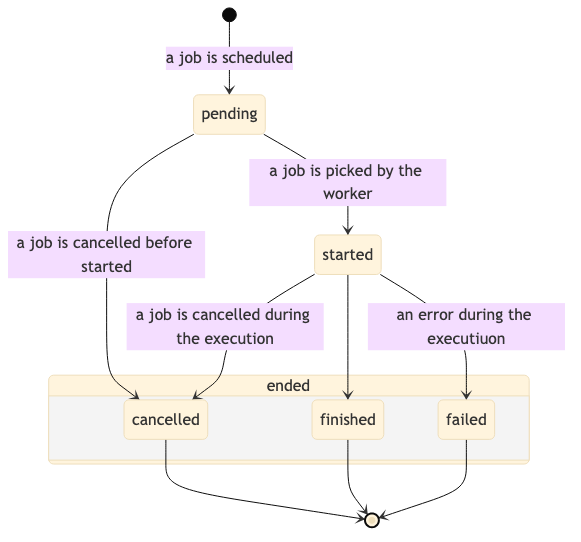 a job is scheduled
pending
a job is picked by the
worker
a job is cancelled before
started
started
a job is cancelled during
the execution
an error during the
executiuon
ended
cancelled
finished
failed